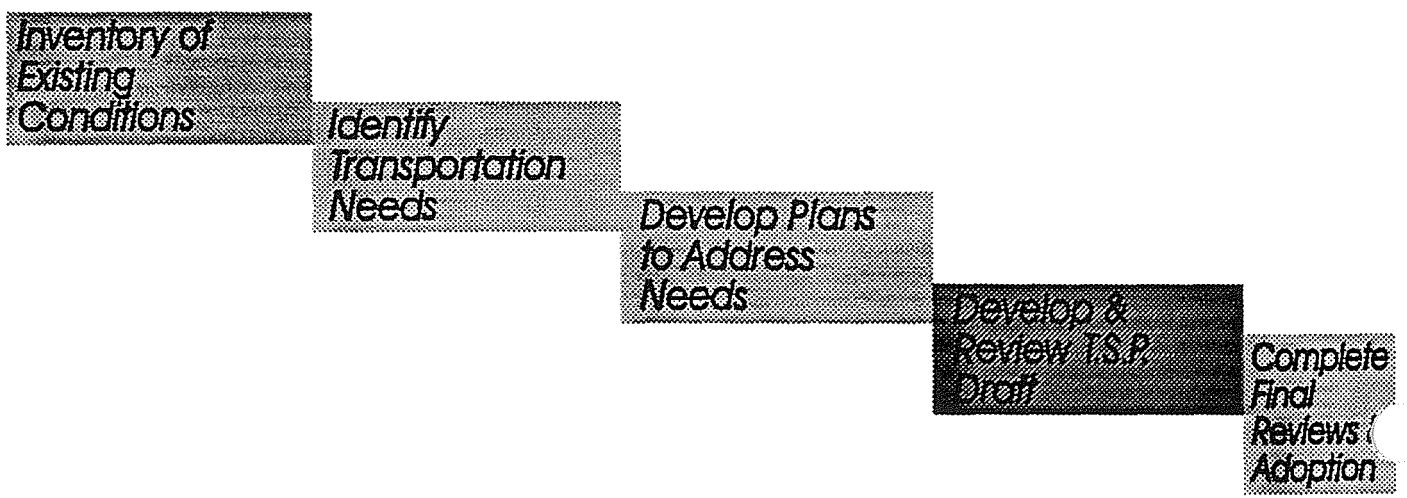 Inventory of
Existing
Conditions
Identify
Transportation
Needs
Develop Plans
to Address
Needs
Develop &
Review T.S.P.
Draft
Complete
Final
Reviews
Adoption